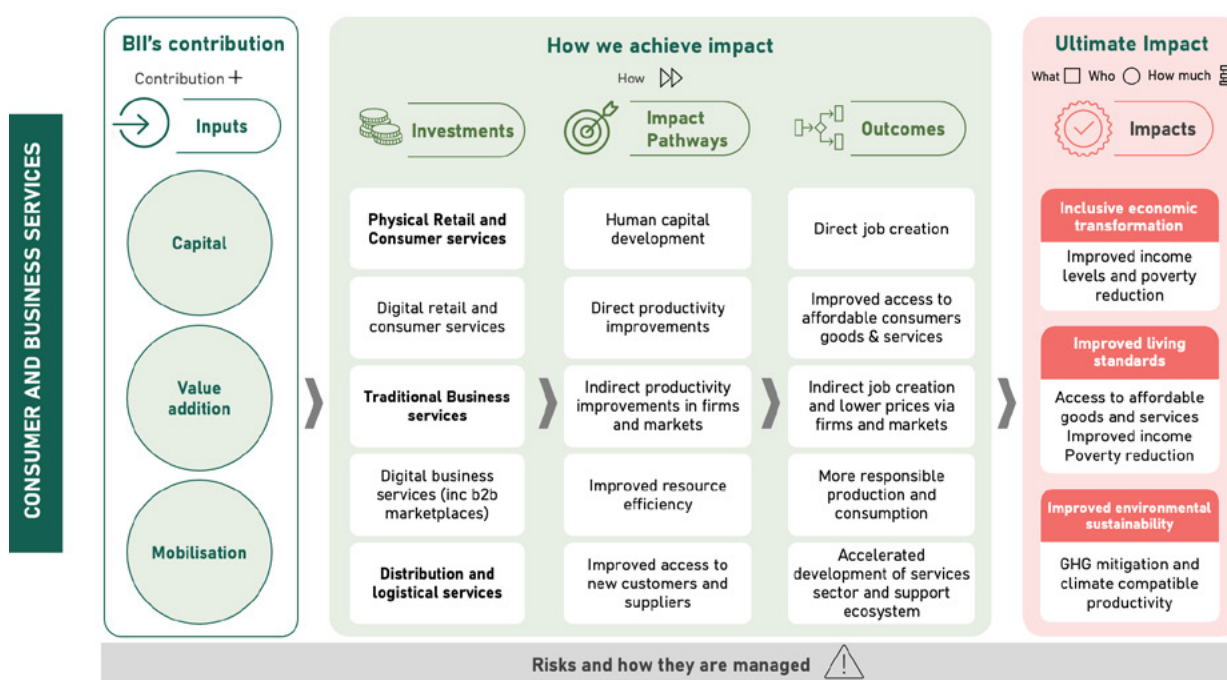 CONSUMER AND BUSINESS SERVICES
BII's contribution
Contribution +
Inputs
Capital
Value
addition
Mobilisation
How we achieve impact
How
Investments
Physical Retail and
Consumer services
Digital retail and
consumer services
Traditional Business
services
Digital business
services (inc b2b
marketplaces)
Distribution and
logistical services
Impact
Pathways
Human capital
development
Direct productivity
improvements
Indirect productivity
improvements in firms
and markets
Improved resource
efficiency
Improved access to
new customers and
suppliers
Outcomes
Direct job creation
Improved access to
affordable consumers
goods & services
Indirect job creation
and lower prices via
firms and markets
More responsible
production and
consumption
Accelerated
development of services
sector and support
ecosystem
Ultimate Impact
What Who How much
Impacts
Inclusive economic
transformation
Improved income
levels and poverty
reduction
Improved living
standards
Access to affordable
goods and services
Improved income
Poverty reduction
Improved environmental
sustainability
GHG mitigation and
climate compatible
productivity
Risks and how they are managed